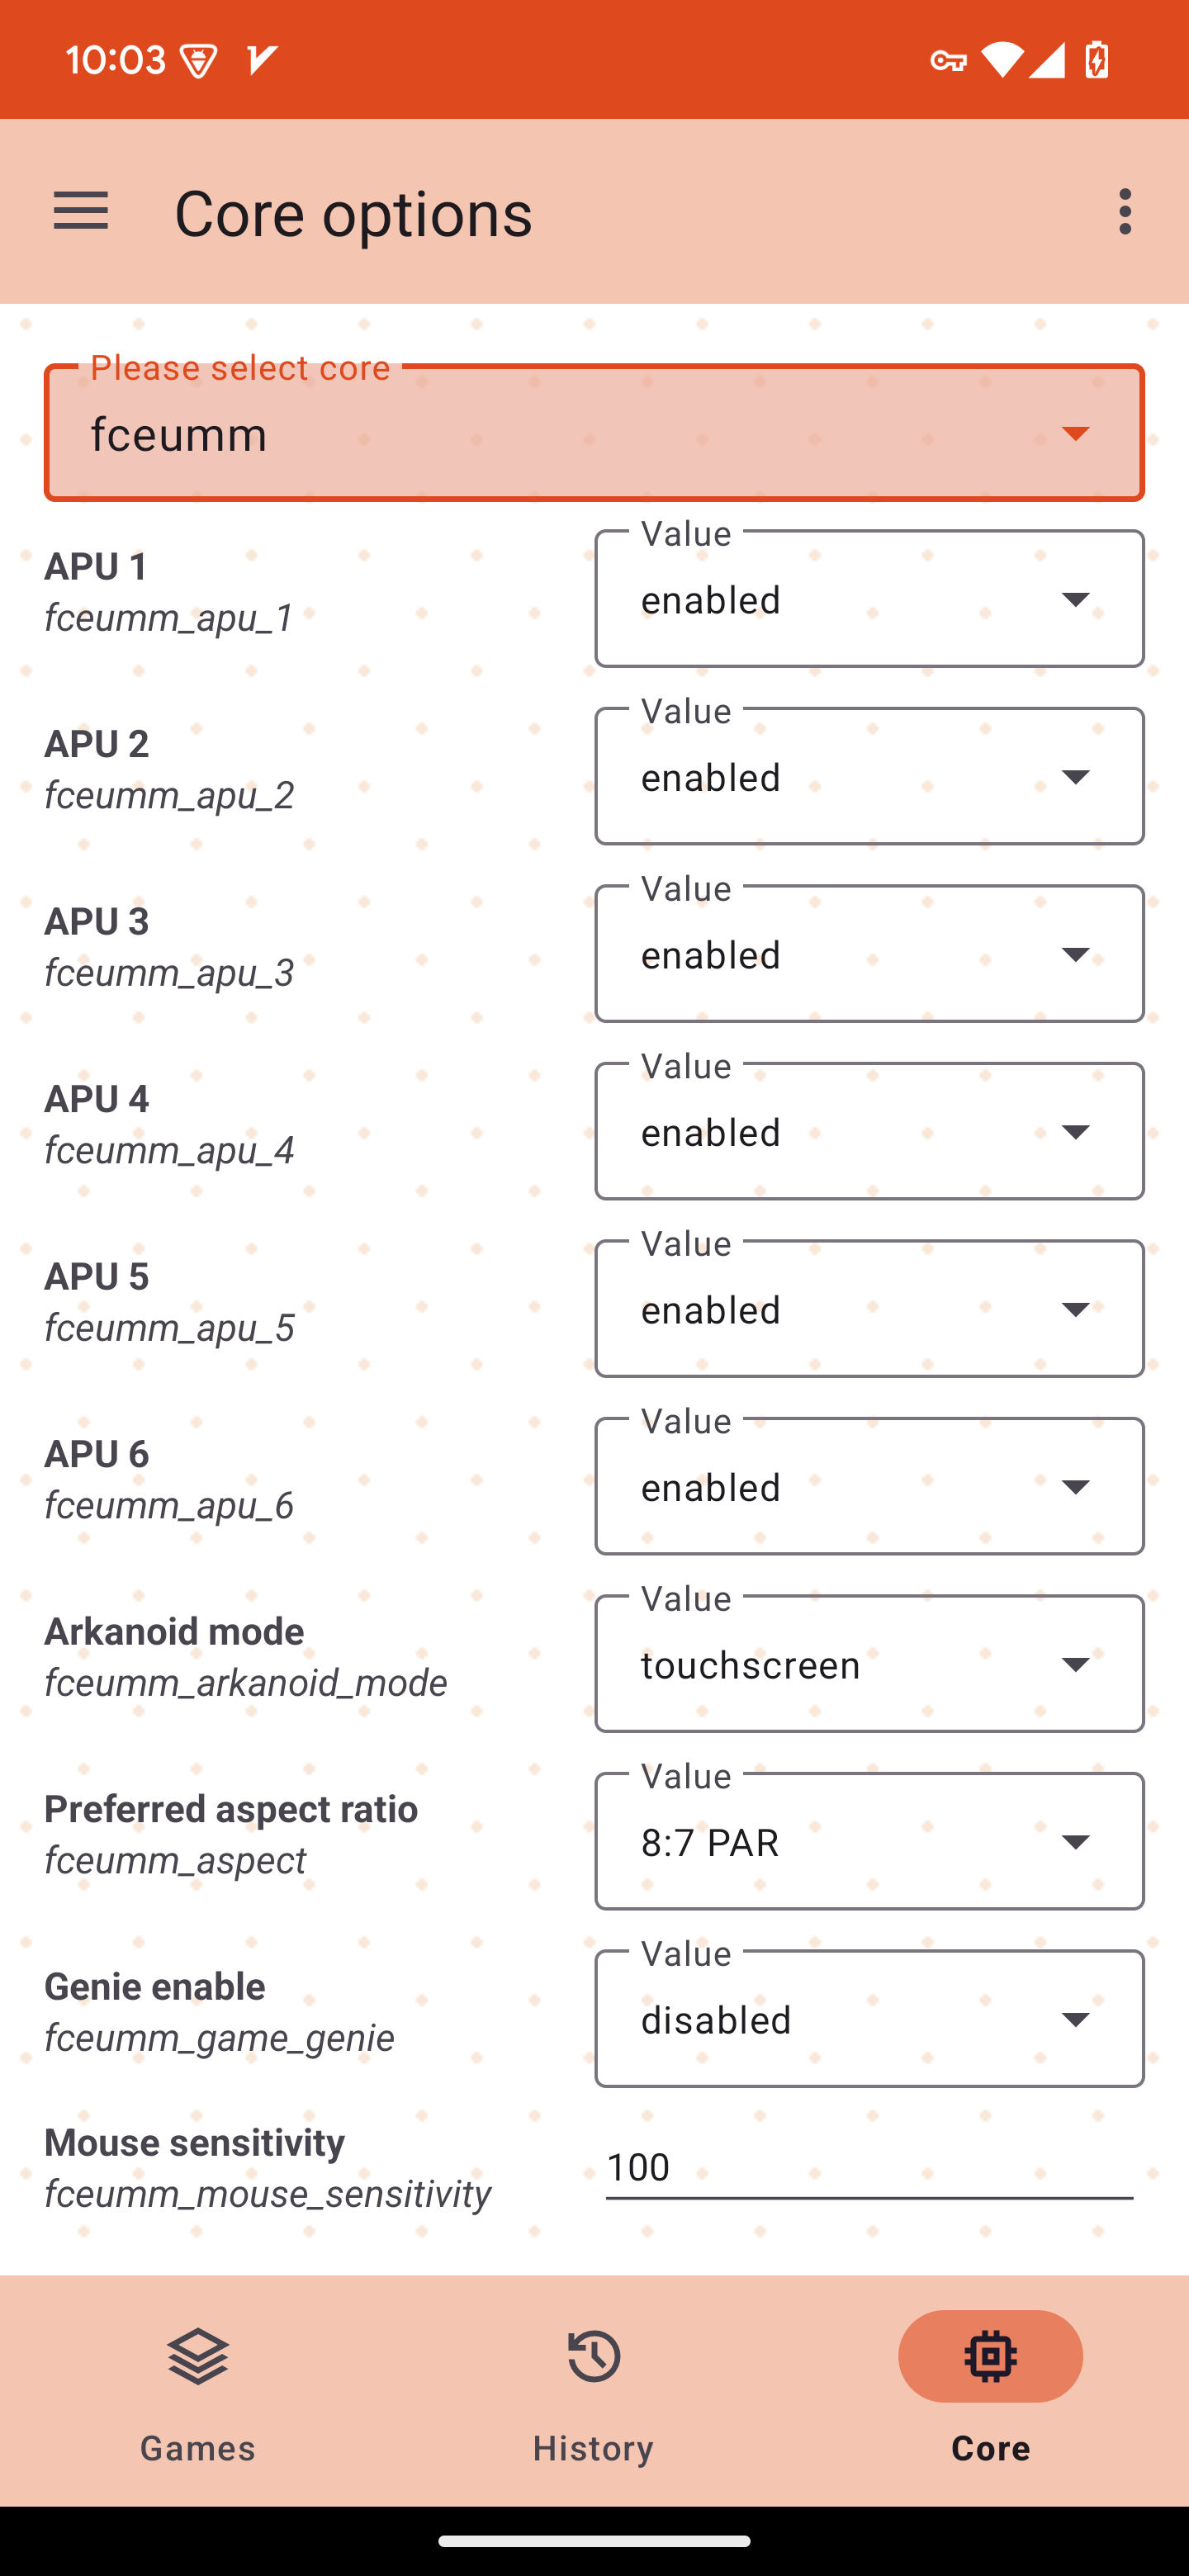 10:03
Core options
Please select core
fceumm
APU 1
fceumm_apu_1
Value
enabled
APU 2
fceumm_apu_2
Value
enabled
APU 3
fceumm_apu_3
Value
enabled
APU 4
fceumm_apu_4
Value
enabled
APU 5
fceumm_apu_5
Value
enabled
APU 6
fceumm_apu_6
Value
enabled
Arkanoid mode
fceumm_arkanoid_mode
Value
touchscreen
Preferred aspect ratio
fceumm_aspect
Value
8:7 PAR
Genie enable
fceumm_game_genie
Value
disabled
Mouse sensitivity
fceumm_mouse_sensitivity
100
Games
History
Core